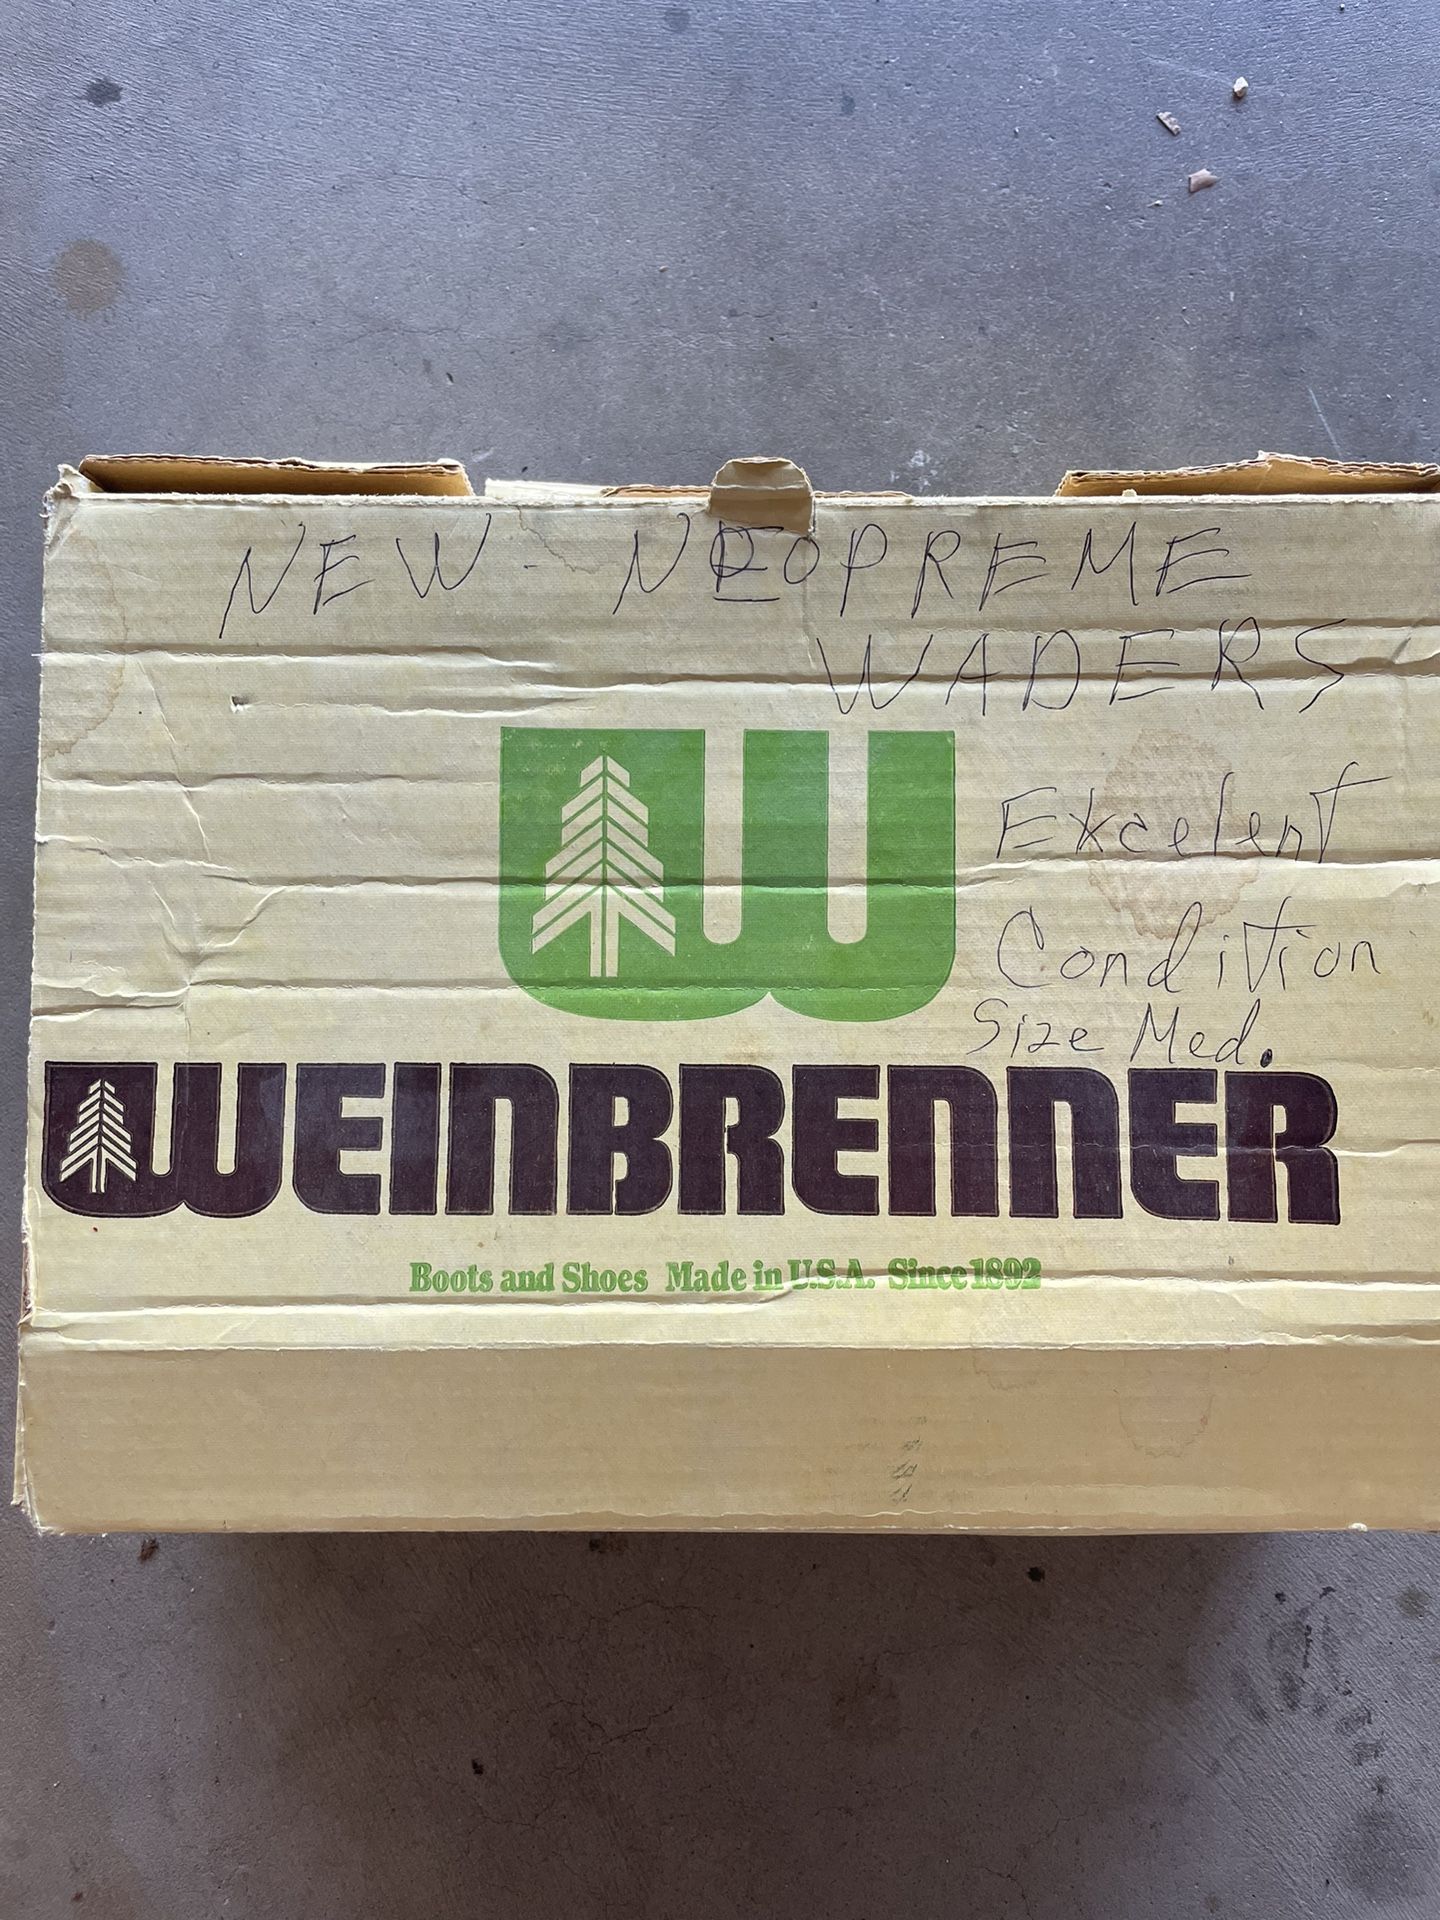 NEW - NEOPREME
WADERS
Excelent
Condition
Size Med.
W
WEINBRENNER
Boots and Shoes Made in U.S.A. Since 1892